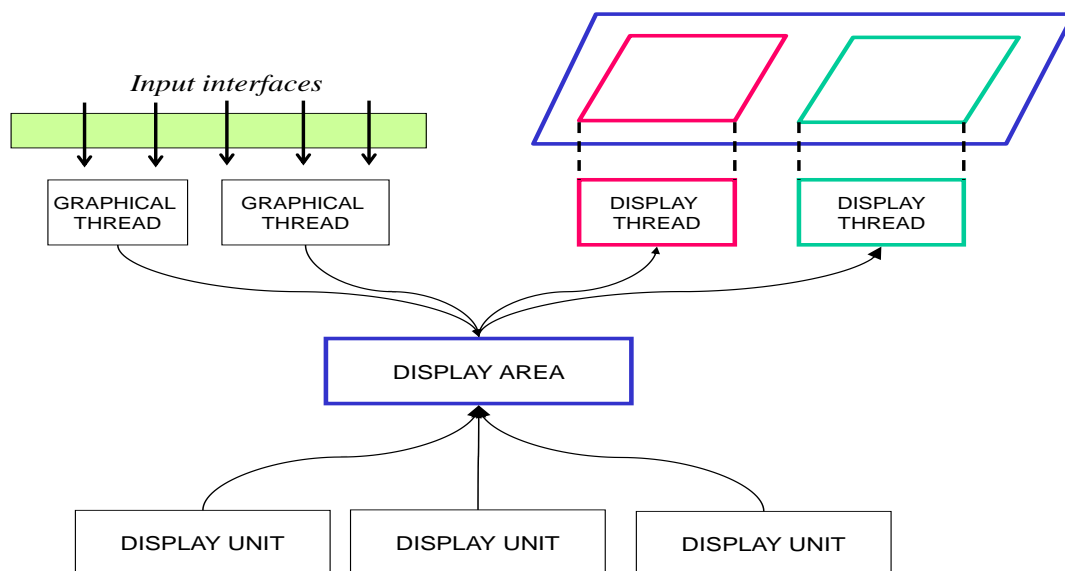 Input interfaces
GRAPHICAL
THREAD
GRAPHICAL
THREAD
DISPLAY
THREAD
DISPLAY
THREAD
DISPLAY AREA
DISPLAY UNIT
DISPLAY UNIT
DISPLAY UNIT